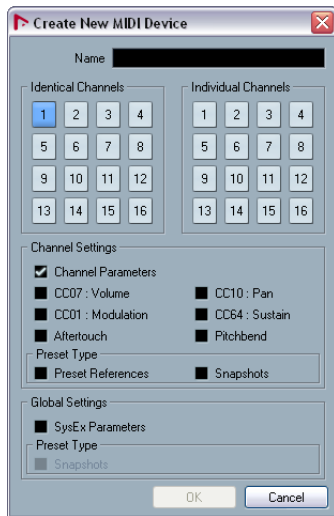 Create New MIDI Device
Name
Identical Channels
1 2 3 4
5 6 7 8
9 10 11 12
13 14 15 16
Individual Channels
1 2 3 4
5 6 7 8
9 10 11 12
13 14 15 16
Channel Settings
Channel Parameters
CC07 : Volume CC10 : Pan
CC01 : Modulation CC64 : Sustain
Aftertouch Pitchbend
Preset Type
Preset References Snapshots
Global Settings
SysEx Parameters
Preset Type
Snapshots
OK Cancel